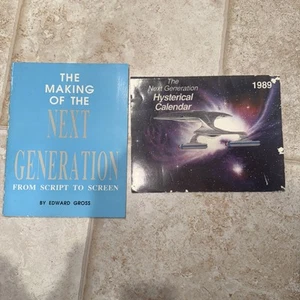 THE
MAKING
OF THE
NEXT
GENERATION
FROM SCRIPT TO SCREEN
BY EDWARD GROSS
The
Next Generation
Hysterical
Calendar
1989